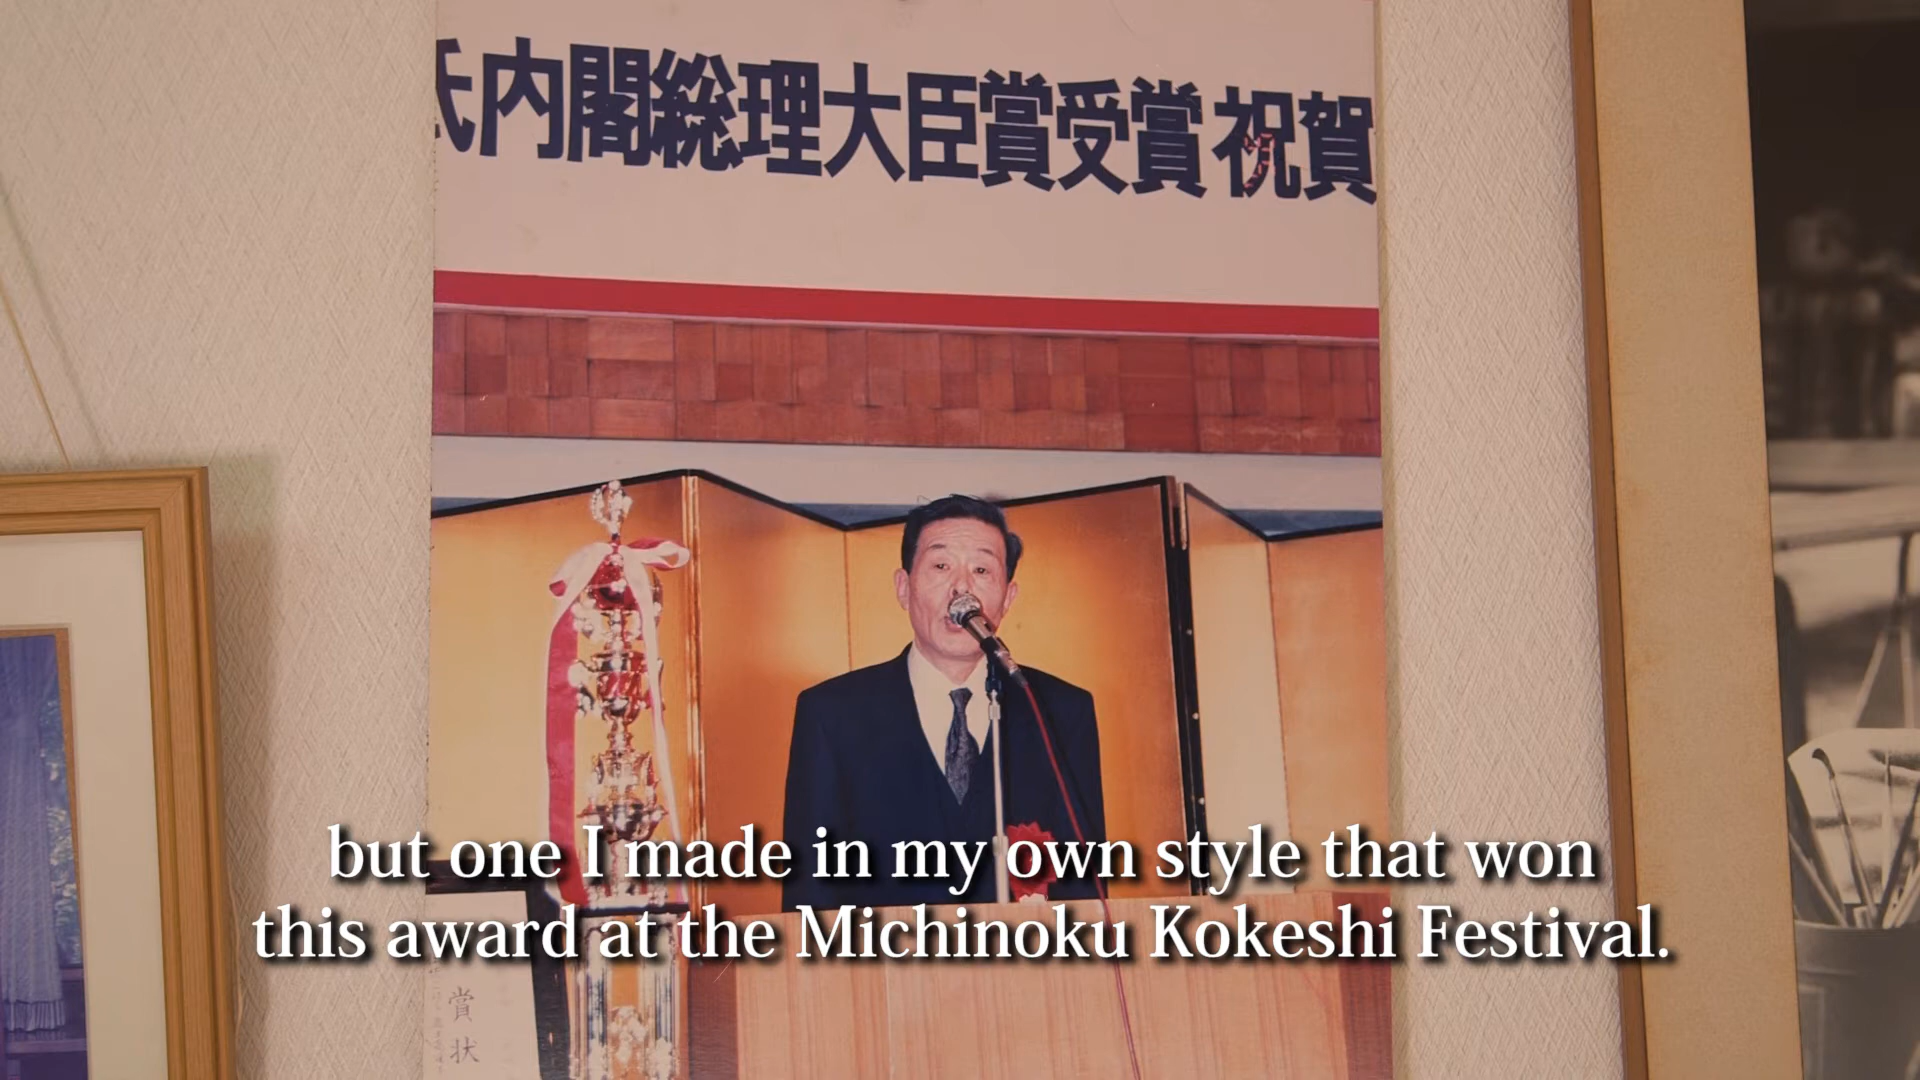 氏内閣総理大臣賞受賞 祝賀
but one I made in my own style that won
this award at the Michinoku Kokeshi Festival.
賞状